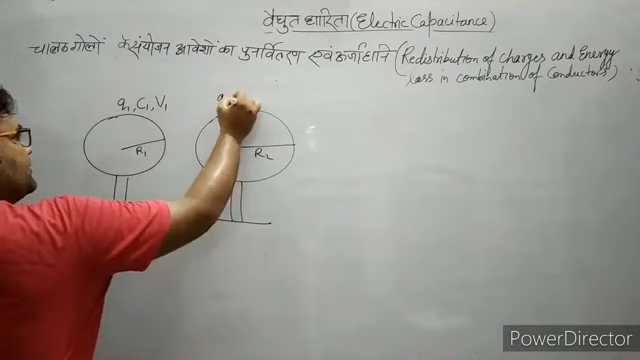 वैद्युत धारिता (Electric Capacitance)
चालक गोलों के संयोजन आवेशों का पुनर्वितरण एवं ऊर्जा हानि (Redistribution of Charges and Energy
loss in combination of Conductors)
q₁, C₁, V₁
R₁
R₂
PowerDirector